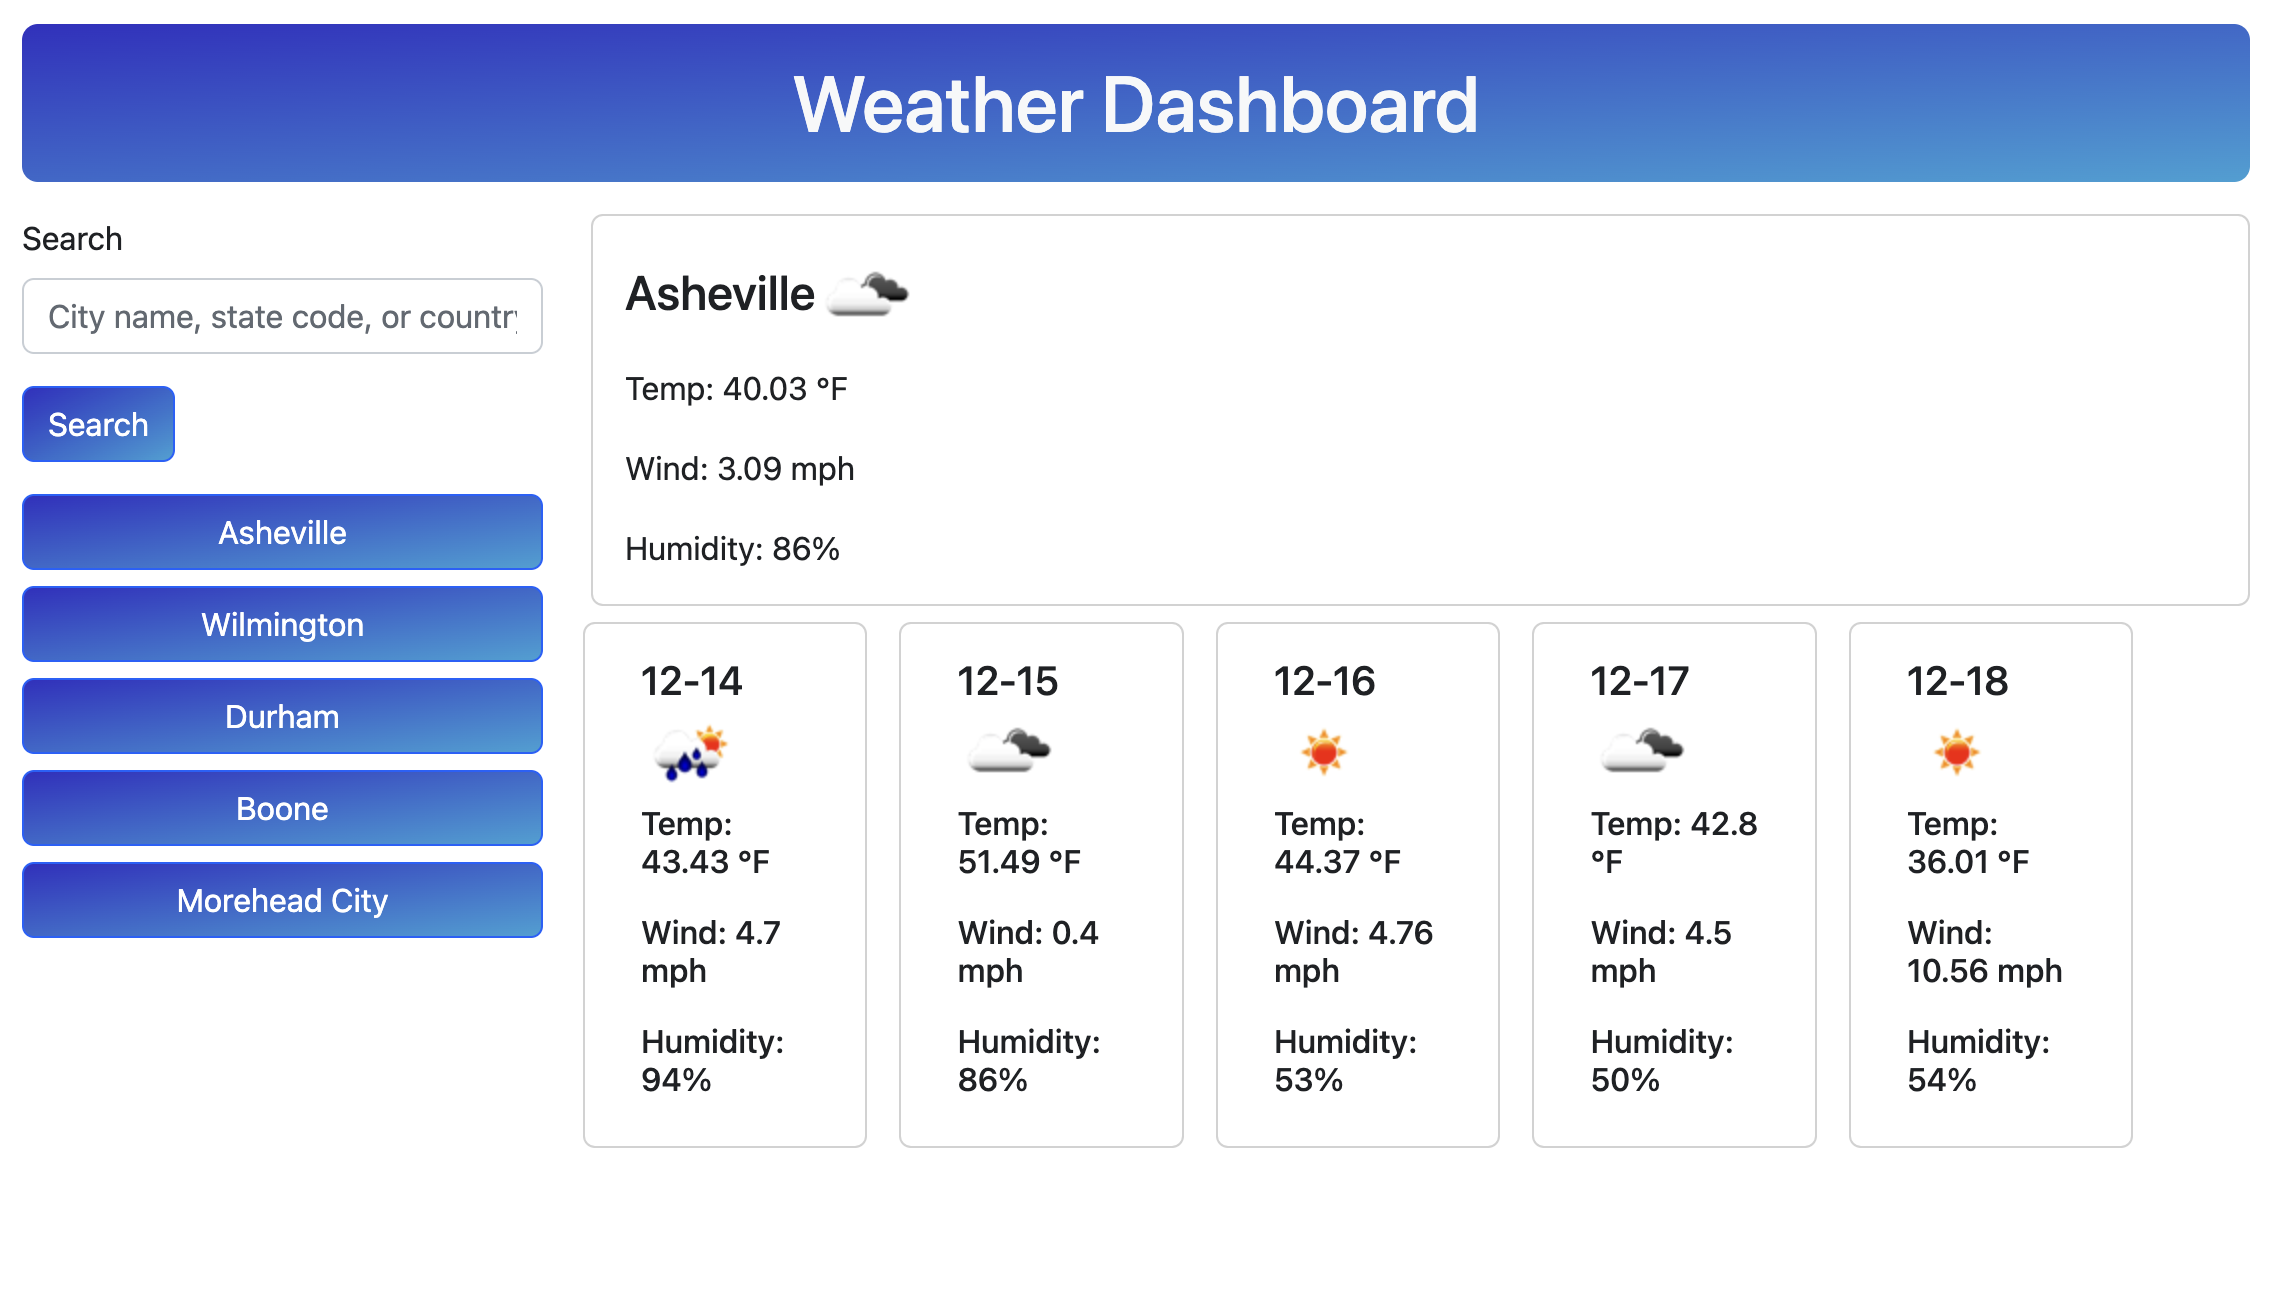 Weather Dashboard
Search
City name, state code, or country
Search
Asheville
Wilmington
Durham
Boone
Morehead City
Asheville
Temp: 40.03 °F
Wind: 3.09 mph
Humidity: 86%
12-14
Temp:
43.43 °F
Wind: 4.7
mph
Humidity:
94%
12-15
Temp:
51.49 °F
Wind: 0.4
mph
Humidity:
86%
12-16
Temp:
44.37 °F
Wind: 4.76
mph
Humidity:
53%
12-17
Temp: 42.8
°F
Wind: 4.5
mph
Humidity:
50%
12-18
Temp:
36.01 °F
Wind:
10.56 mph
Humidity:
54%